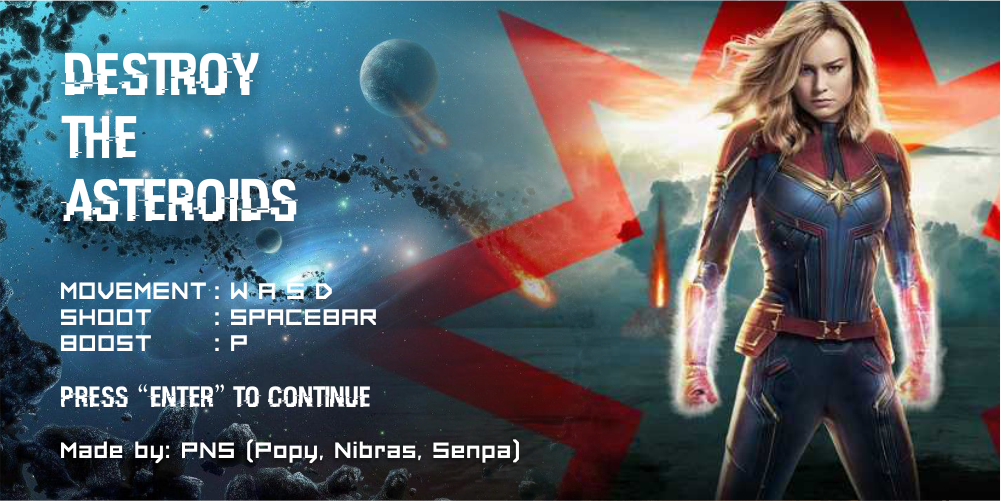 DESTROY
THE
ASTEROIDS
MOVEMENT : W A S D
SHOOT : SPACEBAR
BOOST : P
PRESS “ENTER” TO CONTINUE
Made by: PNS (Popy, Nibras, Senpa)